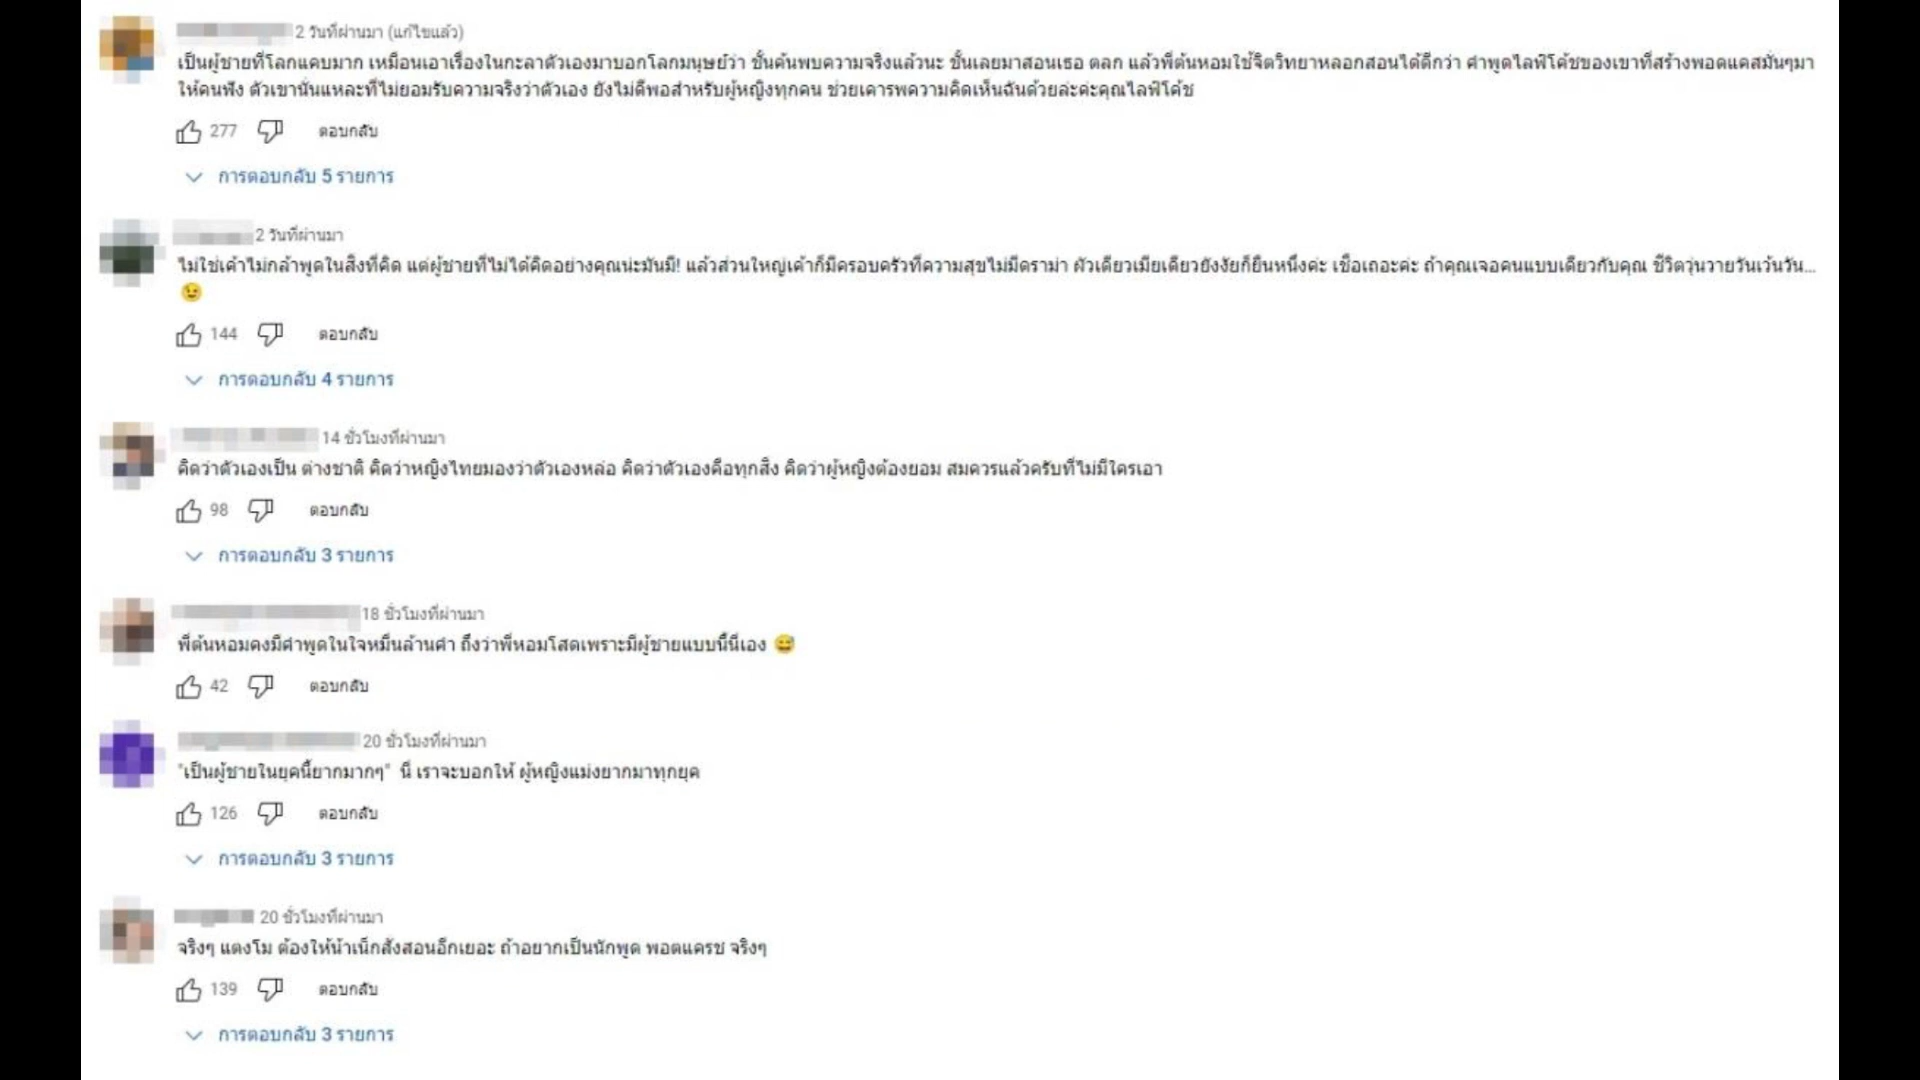 2 วันที่ผ่านมา (แก้ไขแล้ว)
เป็นผู้ชายที่โลกแคบมาก เหมือนเอาเรื่องในกะลาตัวเองมาบอกโลกมนุษย์ว่า ชั้นค้นพบความจริงแล้วนะ ชั้นเลยมาสอนเธอ ตลก แล้วพี่ต้นหอมใช้จิตวิทยาหลอกสอนได้ดีกว่า คำพูดไลฟ์โค้ชของเขาที่สร้างพอดแคสมั่นๆมา
ให้คนฟัง ตัวเขานั่นแหละที่ไม่ยอมรับความจริงว่าตัวเอง ยังไม่ดีพอสำหรับผู้หญิงทุกคน ช่วยเคารพความคิดเห็นฉันด้วยล่ะค่ะคุณไลฟ์โค้ช
277 ตอบกลับ
การตอบกลับ 5 รายการ
2 วันที่ผ่านมา
ไม่ใช่เค้าไม่กล้าพูดในสิ่งที่คิด แต่ผู้ชายที่ไม่ได้คิดอย่างคุณน่ะมันมี! แล้วส่วนใหญ่เค้าก็มีครอบครัวที่ความสุขไม่มีดราม่า ผัวเดียวเมียเดียวยังงัยก็ยืนหนึ่งค่ะ เชื่อเถอะค่ะ ถ้าคุณเจอคนแบบเดียวกับคุณ ชีวิตวุ่นวายวันเว้นวัน...
😉
144 ตอบกลับ
การตอบกลับ 4 รายการ
14 ชั่วโมงที่ผ่านมา
คิดว่าตัวเองเป็น ต่างชาติ คิดว่าหญิงไทยมองว่าตัวเองหล่อ คิดว่าตัวเองคือทุกสิ่ง คิดว่าผู้หญิงต้องยอม สมควรแล้วครับที่ไม่มีใครเอา
98 ตอบกลับ
การตอบกลับ 3 รายการ
18 ชั่วโมงที่ผ่านมา
พี่ต้นหอมคงมีคำพูดในใจหมื่นล้านคำ ถึงว่าพี่หอมโสดเพราะมีผู้ชายแบบนี้นี่เอง 😅
42 ตอบกลับ
20 ชั่วโมงที่ผ่านมา
"เป็นผู้ชายในยุคนี้ยากมากๆ" นี่ เราจะบอกให้ ผู้หญิงแม่งยากมาทุกยุค
126 ตอบกลับ
การตอบกลับ 3 รายการ
20 ชั่วโมงที่ผ่านมา
จริงๆ แตงโม ต้องให้น้าเน็กสั่งสอนอีกเยอะ ถ้าอยากเป็นนักพูด พอตแครช จริงๆ
139 ตอบกลับ
การตอบกลับ 3 รายการ